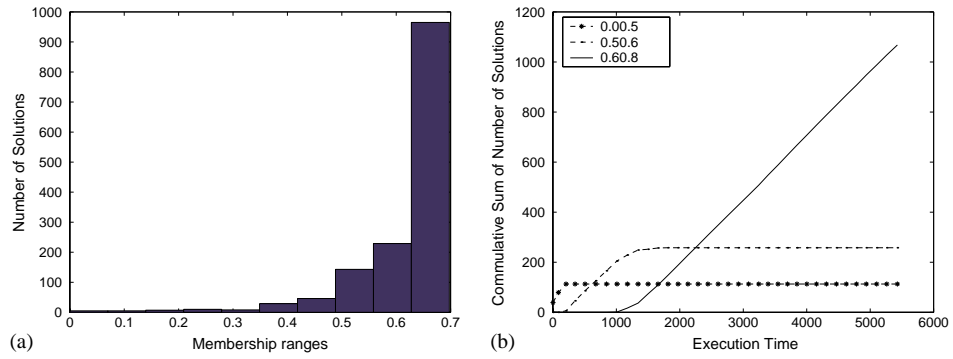 1000
900
800
700
600
500
400
300
200
100
0
Number of Solutions
0 0.1 0.2 0.3 0.4 0.5 0.6 0.7
Membership ranges
(a)
1200
1000
800
600
400
200
0
Commulative Sum of Number of Solutions
0.00.5
0.50.6
0.60.8
0 1000 2000 3000 4000 5000 6000
Execution Time
(b)